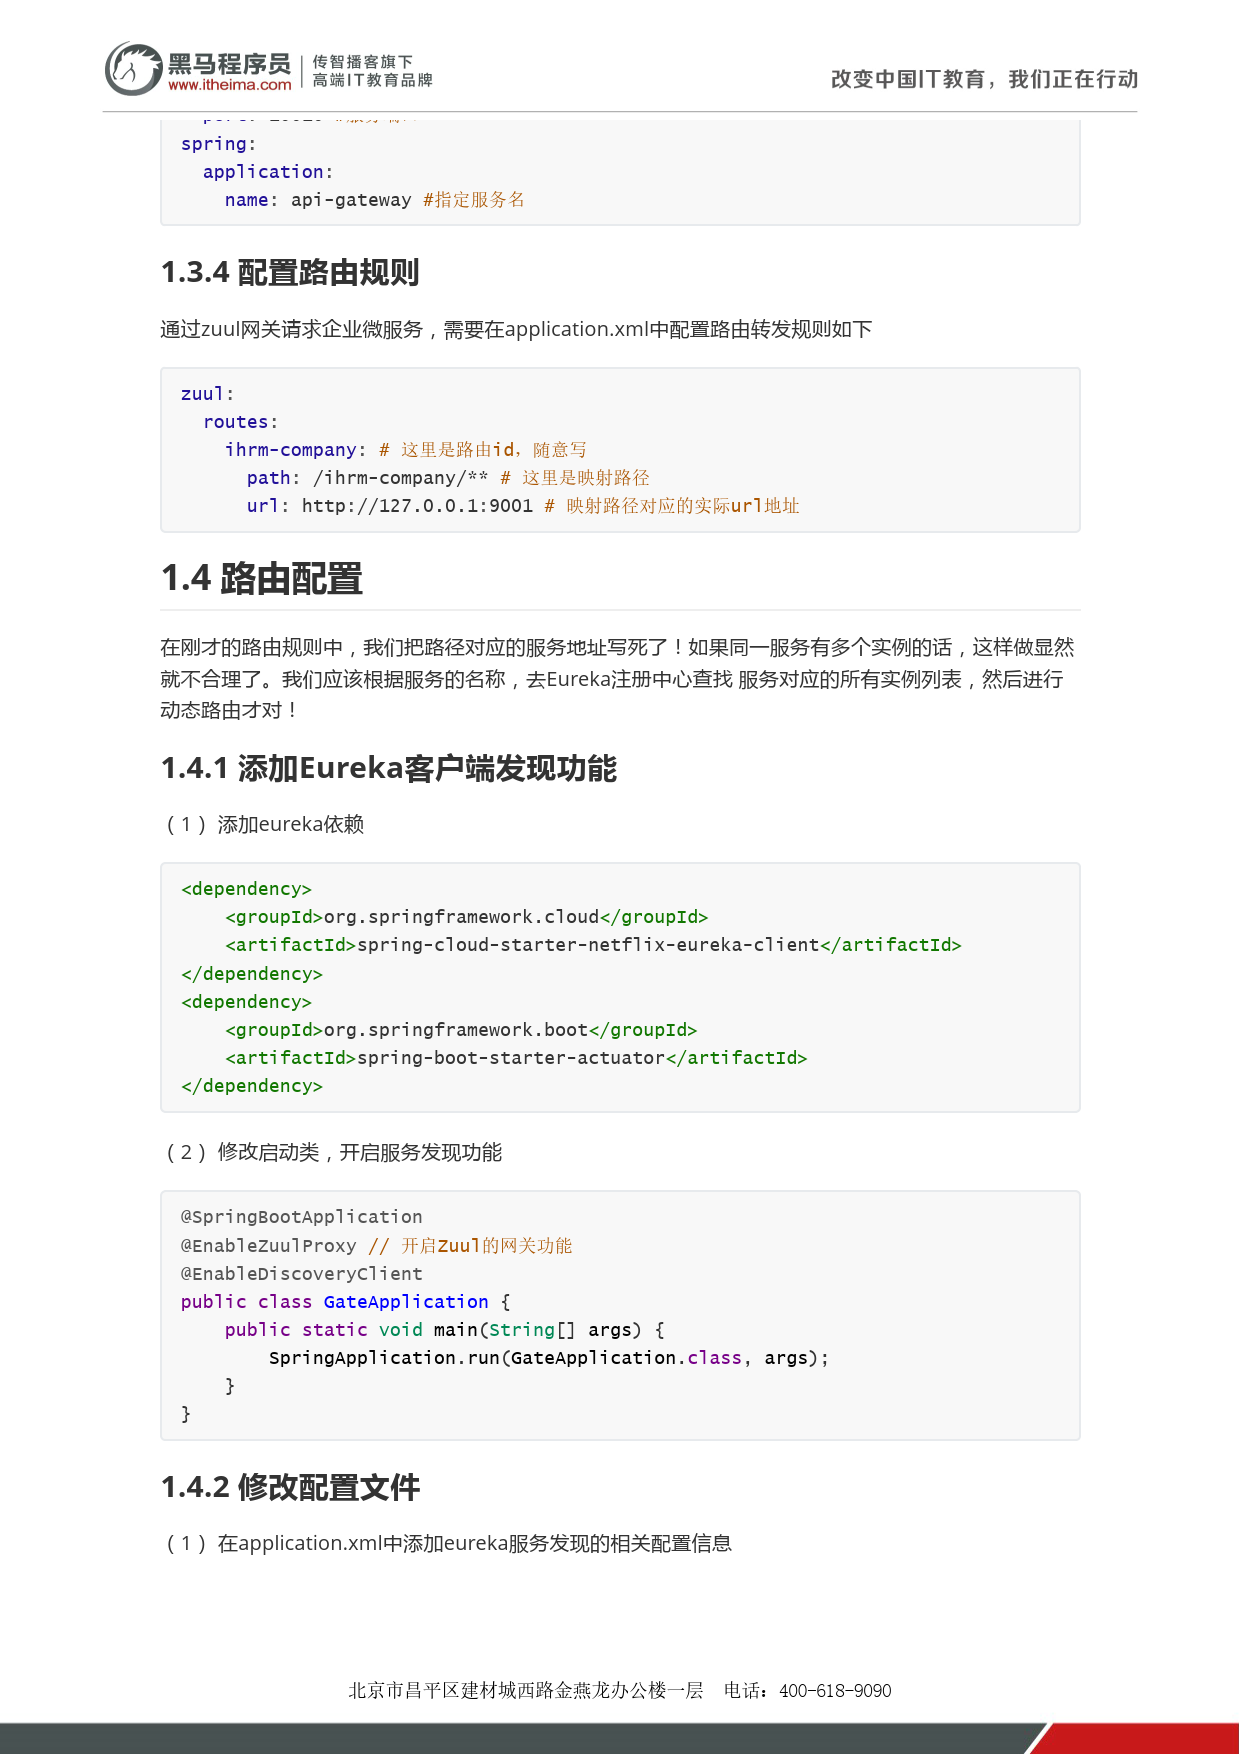 黑马程序员
www.itheima.com
传智播客旗下
高端IT教育品牌
改变中国IT教育，我们正在行动
spring:
  application:
    name: api-gateway #指定服务名
1.3.4 配置路由规则
通过zuul网关请求企业微服务，需要在application.xml中配置路由转发规则如下
zuul:
  routes:
    ihrm-company: # 这里是路由id，随意写
      path: /ihrm-company/** # 这里是映射路径
      url: http://127.0.0.1:9001 # 映射路径对应的实际url地址
1.4 路由配置
在刚才的路由规则中，我们把路径对应的服务地址写死了！如果同一服务有多个实例的话，这样做显然
就不合理了。我们应该根据服务的名称，去Eureka注册中心查找 服务对应的所有实例列表，然后进行
动态路由才对！
1.4.1 添加Eureka客户端发现功能
（1） 添加eureka依赖
<dependency>
    <groupId>org.springframework.cloud</groupId>
    <artifactId>spring-cloud-starter-netflix-eureka-client</artifactId>
</dependency>
<dependency>
    <groupId>org.springframework.boot</groupId>
    <artifactId>spring-boot-starter-actuator</artifactId>
</dependency>
（2） 修改启动类，开启服务发现功能
@SpringBootApplication
@EnableZuulProxy // 开启Zuul的网关功能
@EnableDiscoveryClient
public class GateApplication {
    public static void main(String[] args) {
        SpringApplication.run(GateApplication.class, args);
    }
}
1.4.2 修改配置文件
（1） 在application.xml中添加eureka服务发现的相关配置信息
北京市昌平区建材城西路金燕龙办公楼一层 电话：400-618-9090